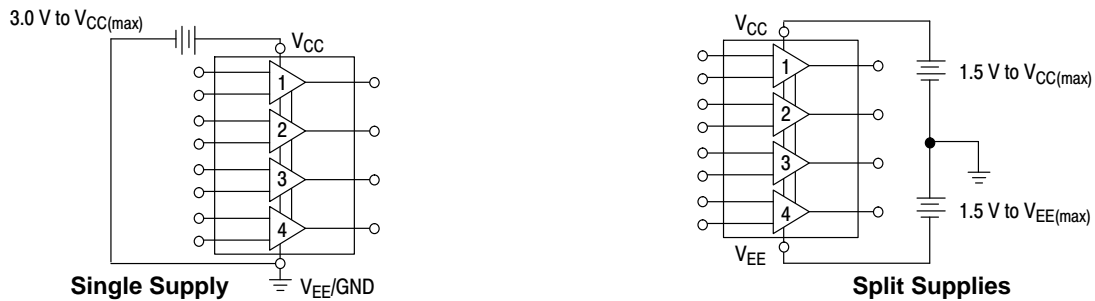 3.0 V to VCC(max)
VCC
1
2
3
4
VEE/GND
Single Supply
VCC
1
2
3
4
VEE
1.5 V to VCC(max)
1.5 V to VEE(max)
Split Supplies